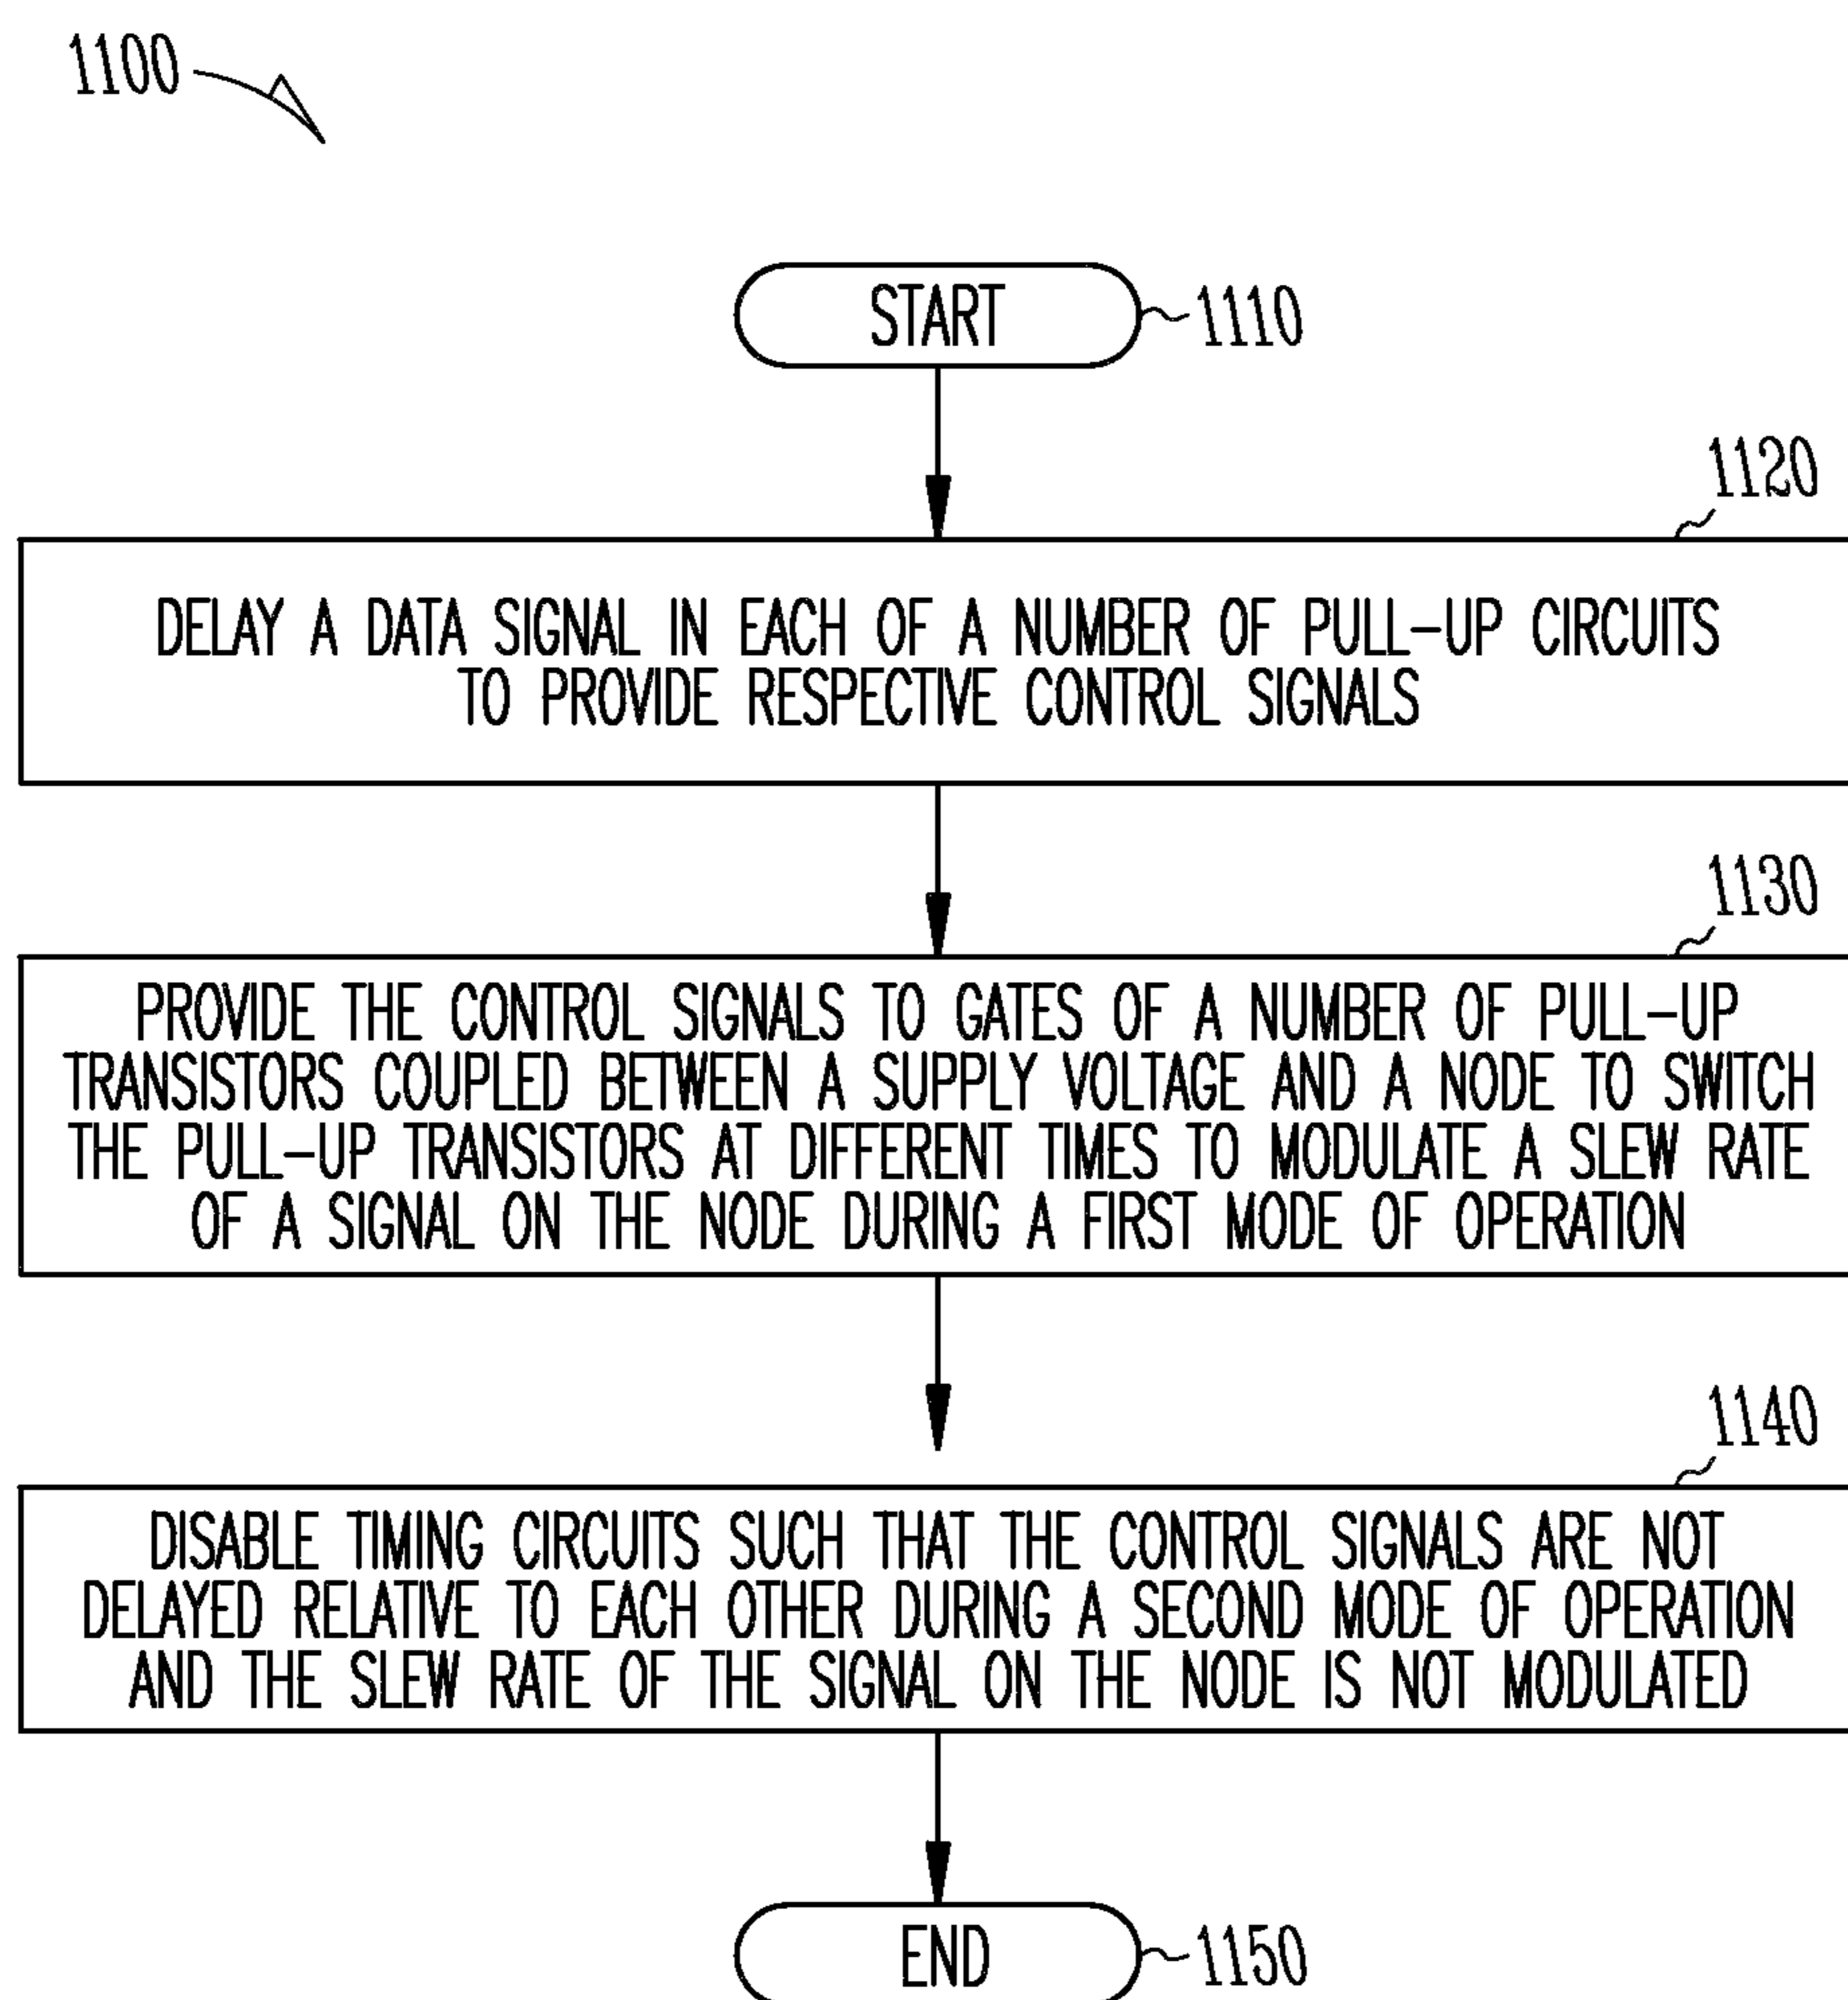 1100
START
1110
1120
DELAY A DATA SIGNAL IN EACH OF A NUMBER OF PULL-UP CIRCUITS
TO PROVIDE RESPECTIVE CONTROL SIGNALS
1130
PROVIDE THE CONTROL SIGNALS TO GATES OF A NUMBER OF PULL-UP
TRANSISTORS COUPLED BETWEEN A SUPPLY VOLTAGE AND A NODE TO SWITCH
THE PULL-UP TRANSISTORS AT DIFFERENT TIMES TO MODULATE A SLEW RATE
OF A SIGNAL ON THE NODE DURING A FIRST MODE OF OPERATION
1140
DISABLE TIMING CIRCUITS SUCH THAT THE CONTROL SIGNALS ARE NOT
DELAYED RELATIVE TO EACH OTHER DURING A SECOND MODE OF OPERATION
AND THE SLEW RATE OF THE SIGNAL ON THE NODE IS NOT MODULATED
END
1150